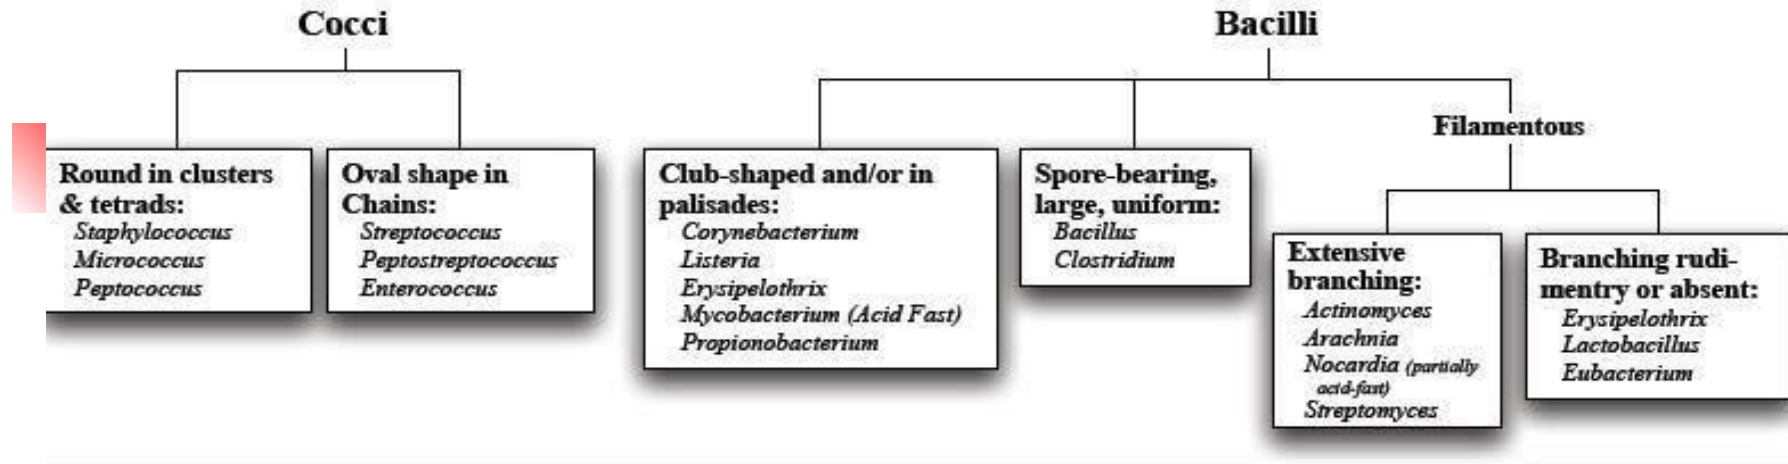 Cocci
Round in clusters
& tetrads:
Staphylococcus
Micrococcus
Peptococcus
Oval shape in
Chains:
Streptococcus
Peptostreptococcus
Enterococcus
Bacilli
Club-shaped and/or in
palisades:
Corynebacterium
Listeria
Erysipelothrix
Mycobacterium (Acid Fast)
Propionobacterium
Spore-bearing,
large, uniform:
Bacillus
Clostridium
Filamentous
Extensive
branching:
Actinomyces
Arachnia
Nocardia (partially
acid-fast)
Streptomyces
Branching rudi-
mentry or absent:
Erysipelothrix
Lactobacillus
Eubacterium